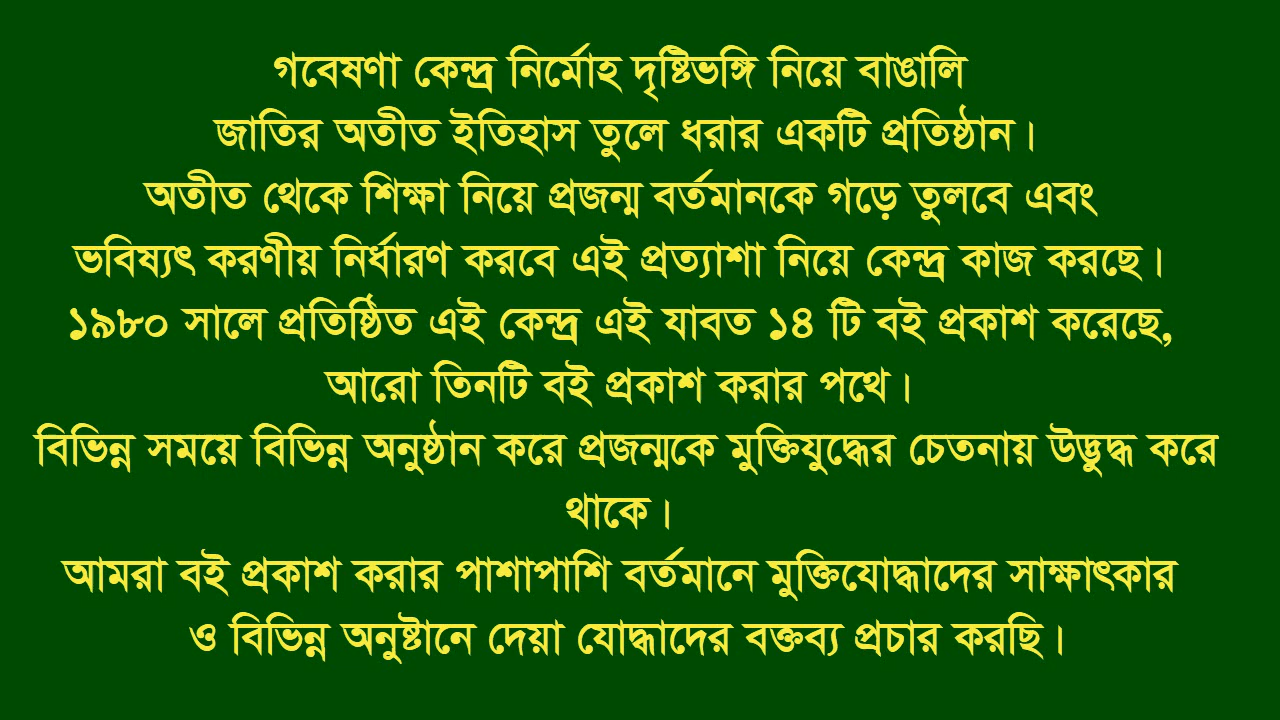 গবেষণা কেন্দ্র নির্মোহ দৃষ্টিভঙ্গি নিয়ে বাঙালি
জাতির অতীত ইতিহাস তুলে ধরার একটি প্রতিষ্ঠান।
অতীত থেকে শিক্ষা নিয়ে প্রজন্ম বর্তমানকে গড়ে তুলবে এবং
ভবিষ্যৎ করণীয় নির্ধারণ করবে এই প্রত্যাশা নিয়ে কেন্দ্র কাজ করছে।
১৯৮০ সালে প্রতিষ্ঠিত এই কেন্দ্র এই যাবত ১৪ টি বই প্রকাশ করেছে,
আরো তিনটি বই প্রকাশ করার পথে।
বিভিন্ন সময়ে বিভিন্ন অনুষ্ঠান করে প্রজন্মকে মুক্তিযুদ্ধের চেতনায় উদ্ভুদ্ধ করে
থাকে।
আমরা বই প্রকাশ করার পাশাপাশি বর্তমানে মুক্তিযোদ্ধাদের সাক্ষাৎকার
ও বিভিন্ন অনুষ্টানে দেয়া যোদ্ধাদের বক্তব্য প্রচার করছি।